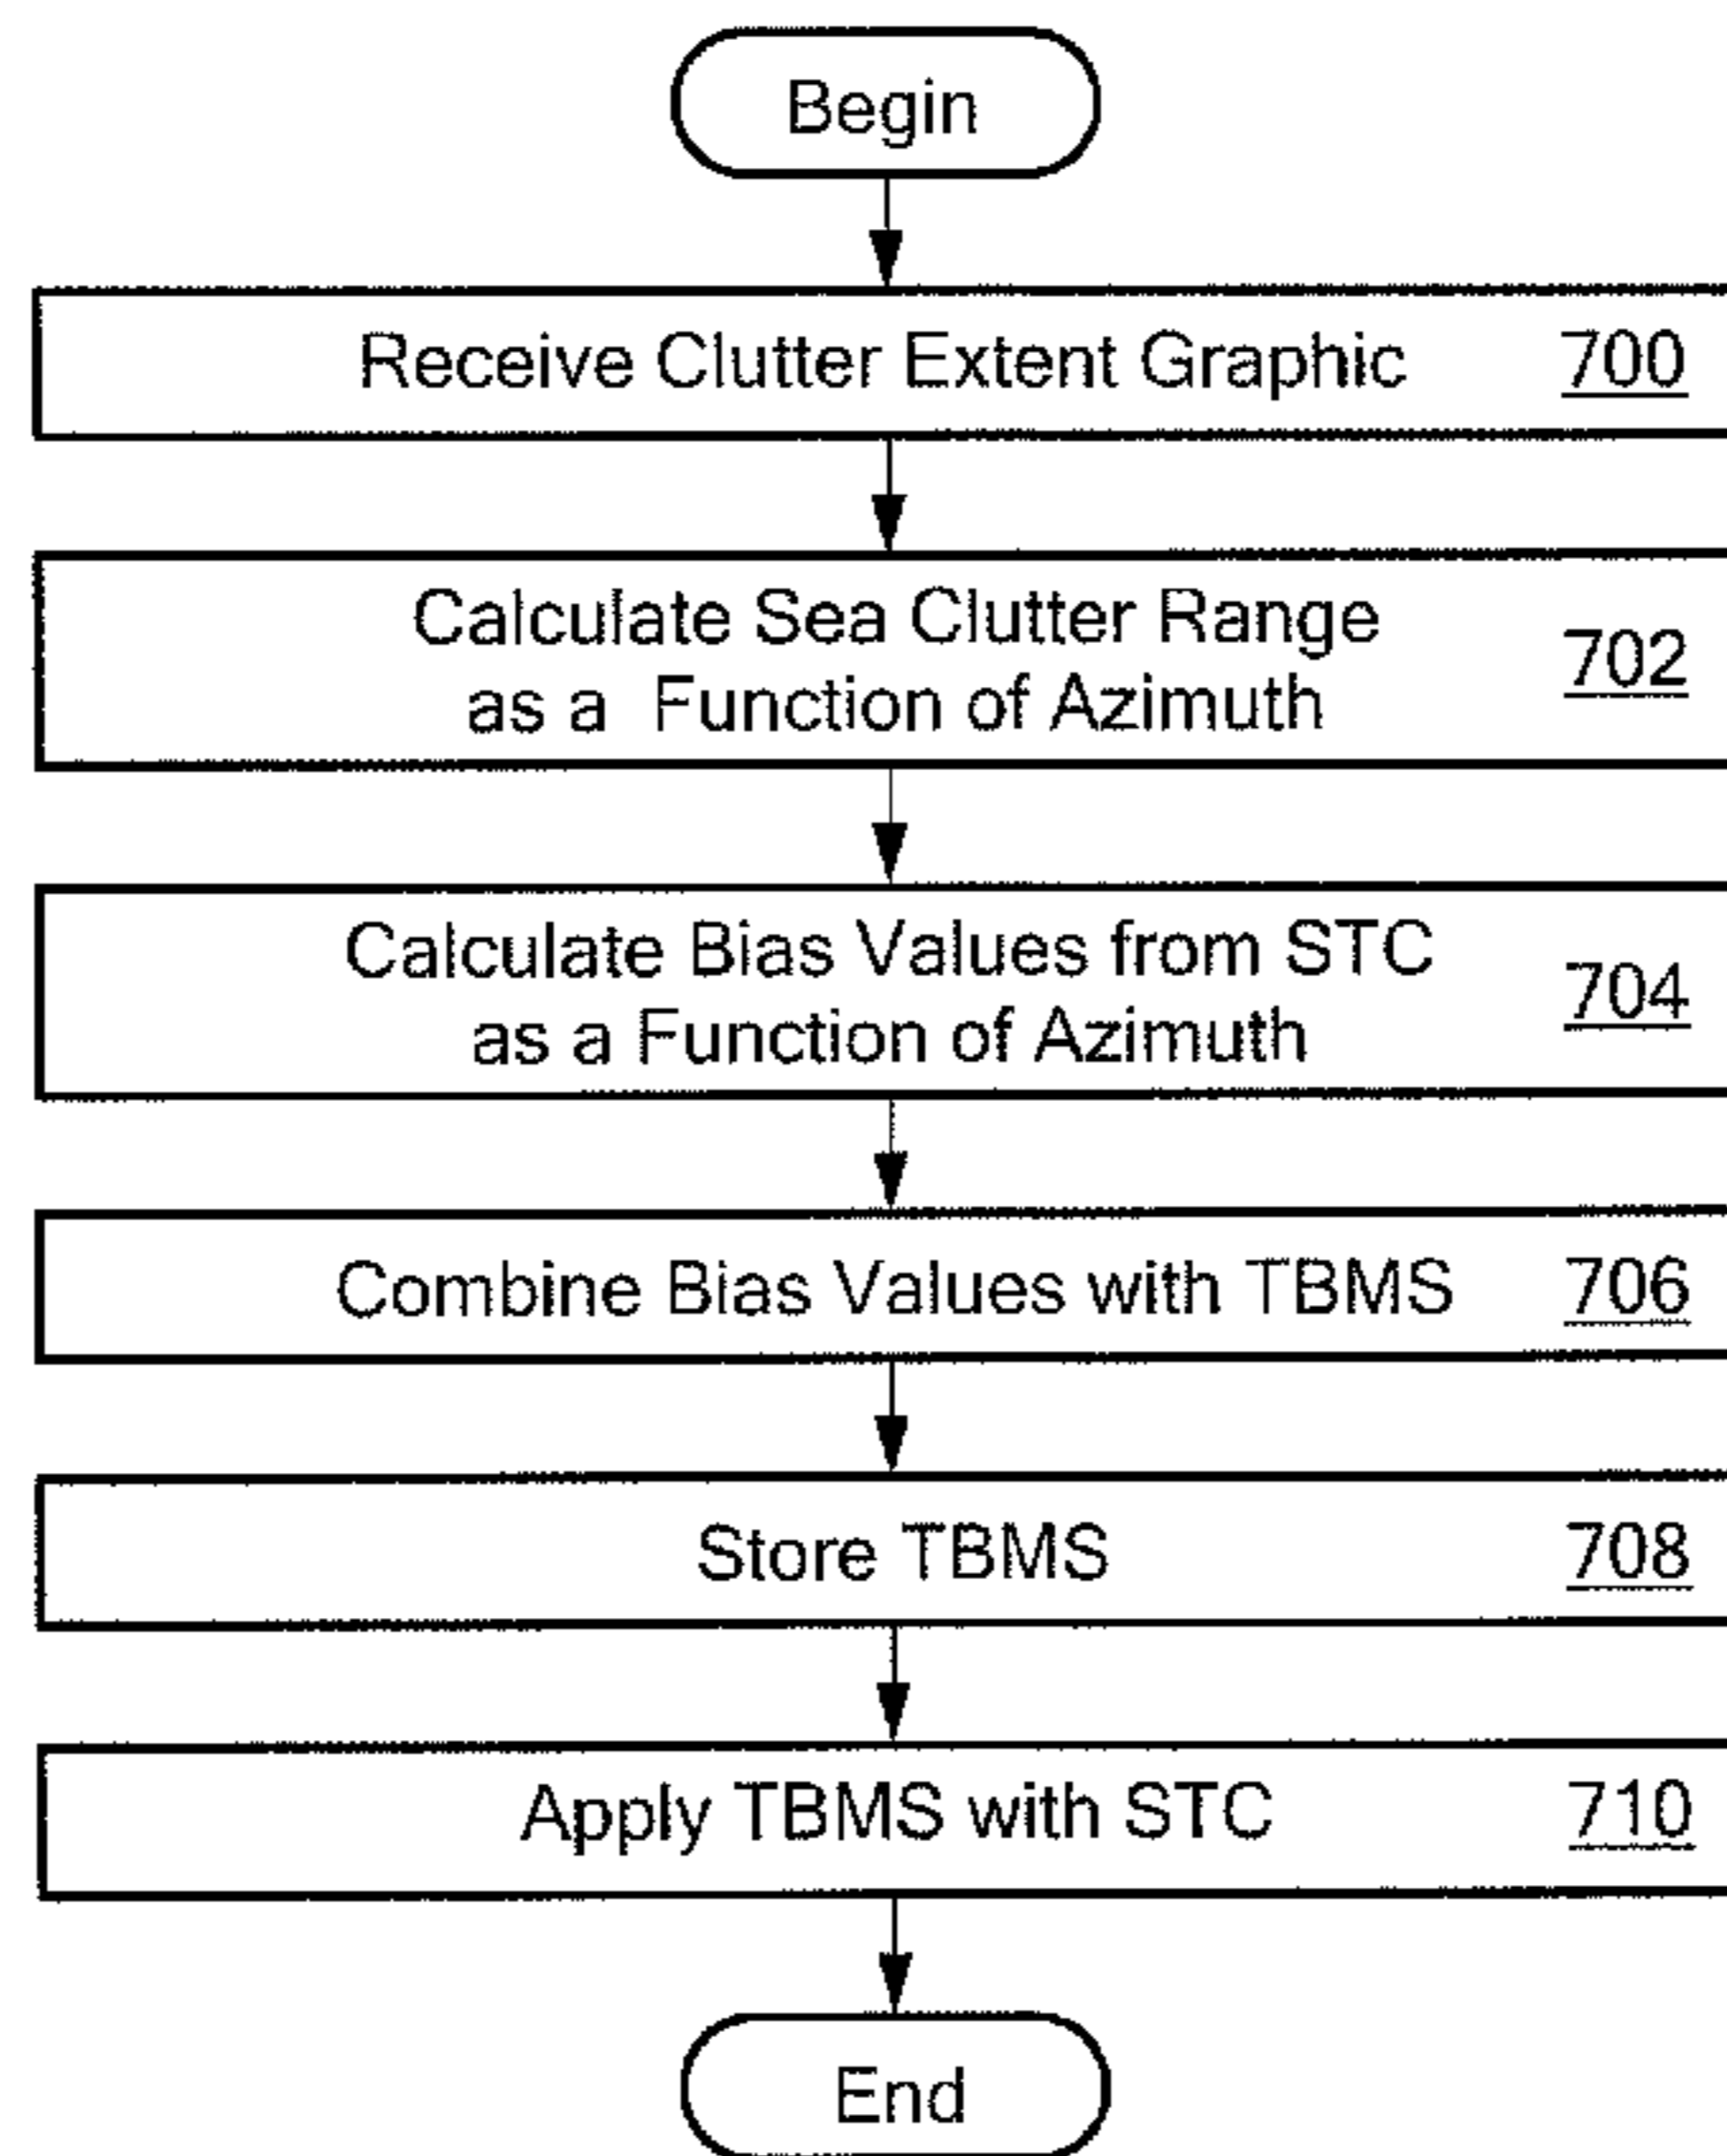 Begin
Receive Clutter Extent Graphic 700
Calculate Sea Clutter Range
as a Function of Azimuth 702
Calculate Bias Values from STC
as a Function of Azimuth 704
Combine Bias Values with TBMS 706
Store TBMS 708
Apply TBMS with STC 710
End